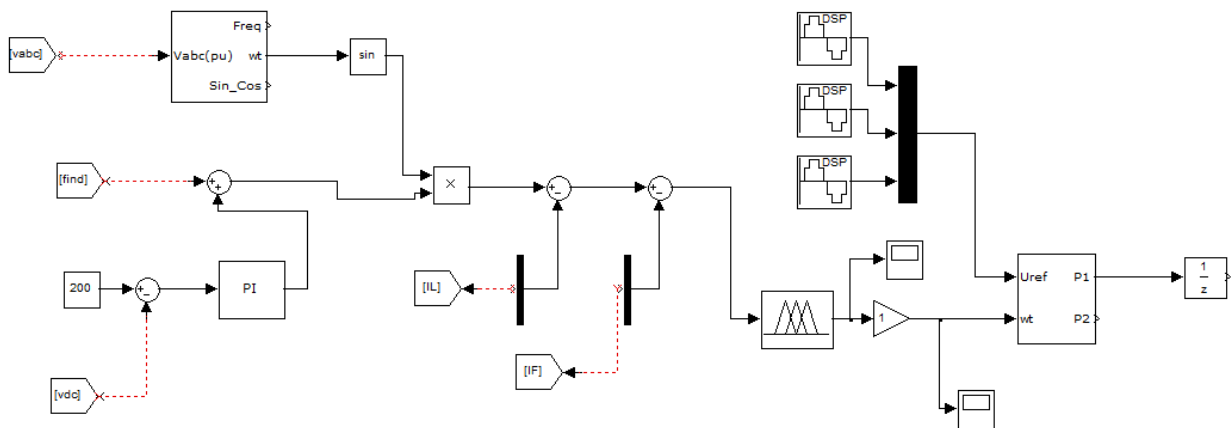 Freq
[vabc]
Vabc(pu)
wt
sin
Sin_Cos
DSP
DSP
DSP
[find]
+
+
×
+
−
+
−
200
+
−
PI
[IL]
[IF]
[vdc]
1
Uref
P1
wt
P2
1
z